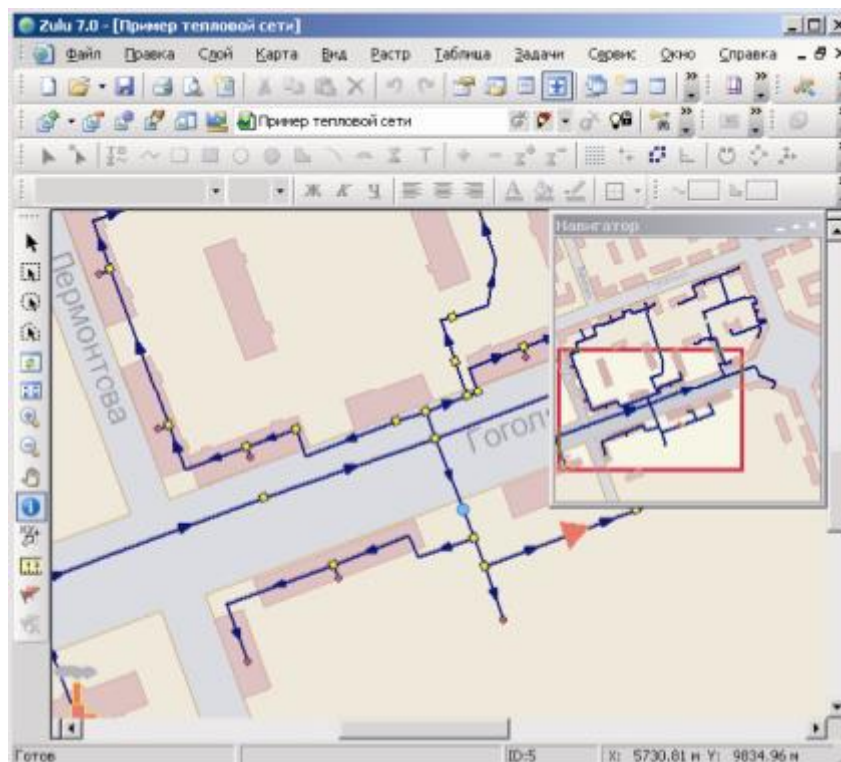 Zulu 7.0 - [Пример тепловой сети]
Файл Правка Слой Карта Вид Растр Таблица Задачи Сервис Окно Справка
Пример тепловой сети
Ж К Ч
Навигатор
Лермонтова
Гогол
Готов ID:5 X: 5730.81 м Y: 9834.96 м